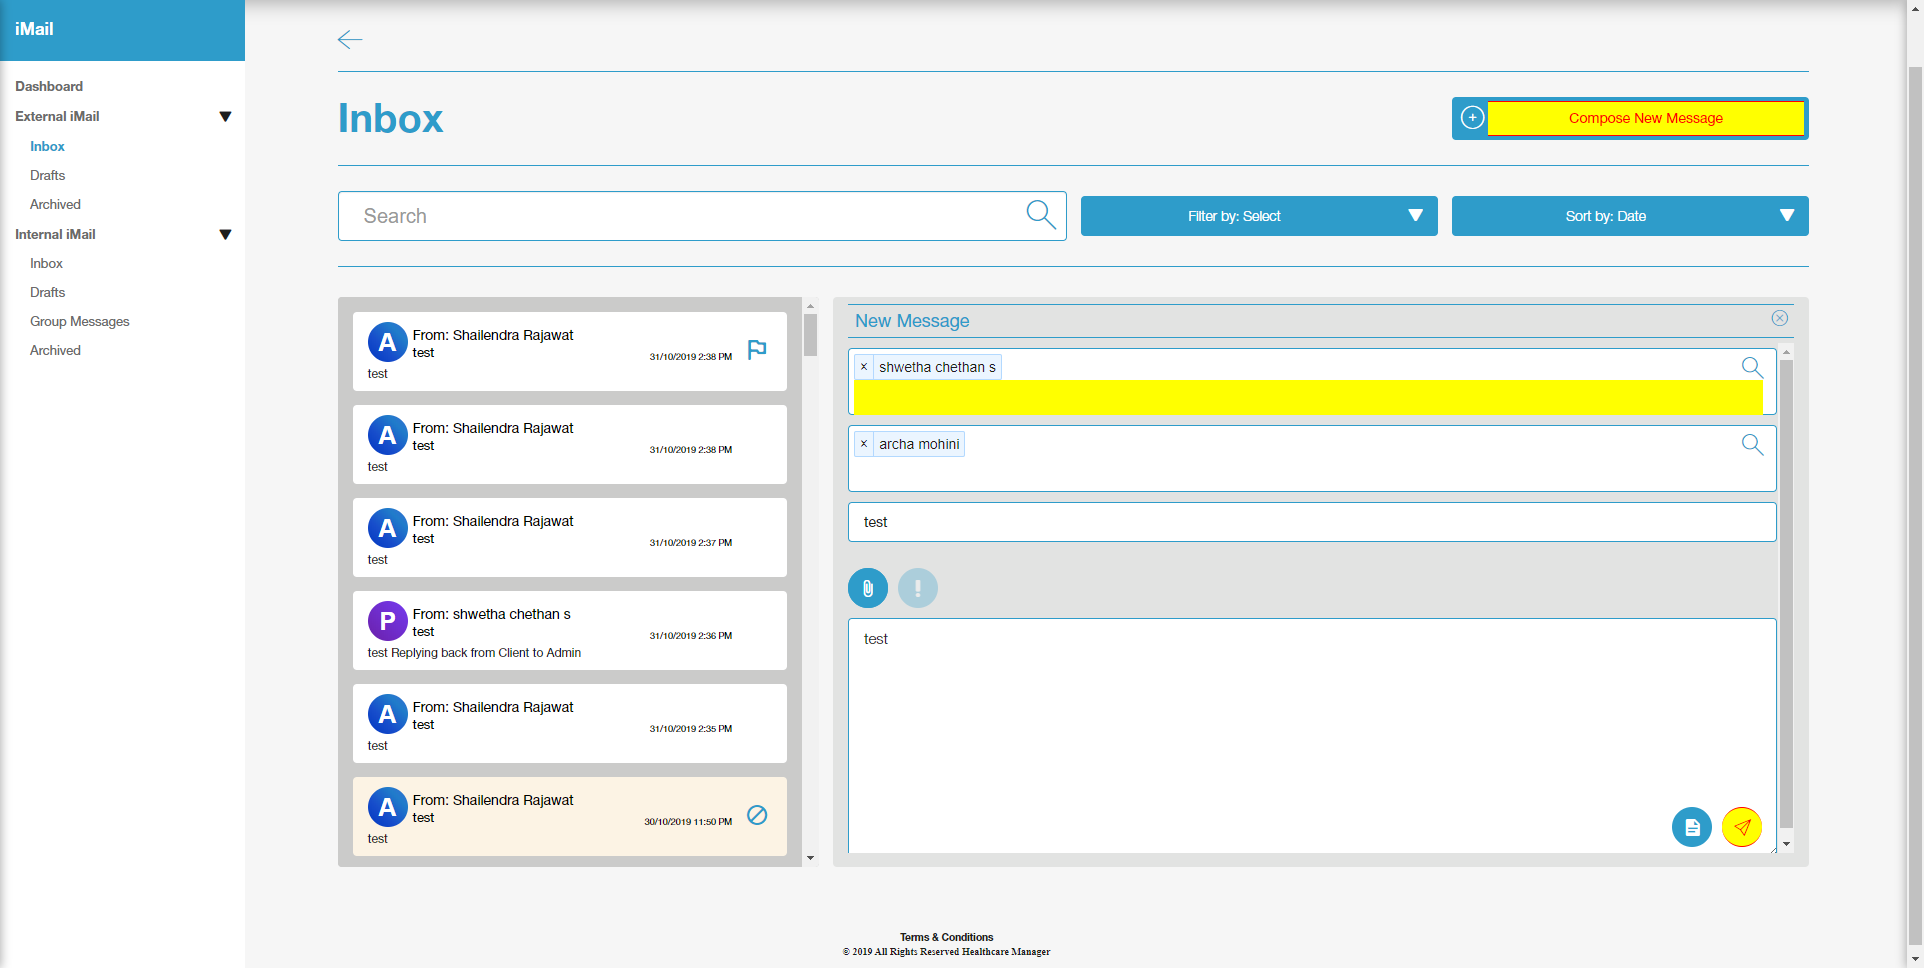 iMail
Dashboard
External iMail
Inbox
Drafts
Archived
Internal iMail
Inbox
Drafts
Group Messages
Archived
Inbox
Compose New Message
Search
Filter by: Select
Sort by: Date
A
From: Shailendra Rajawat
test
31/10/2019 2:38 PM
test
A
From: Shailendra Rajawat
test
31/10/2019 2:38 PM
test
A
From: Shailendra Rajawat
test
31/10/2019 2:37 PM
test
P
From: shwetha chethan s
test
31/10/2019 2:36 PM
test Replying back from Client to Admin
A
From: Shailendra Rajawat
test
31/10/2019 2:35 PM
test
A
From: Shailendra Rajawat
test
30/10/2019 11:50 PM
test
New Message
× shwetha chethan s
× archa mohini
test
test
Terms & Conditions
© 2019 All Rights Reserved Healthcare Manager